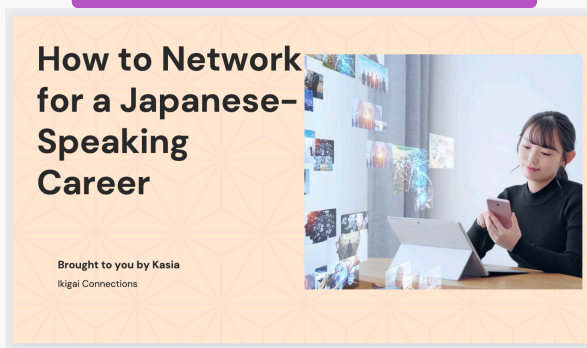 How to Network
for a Japanese-
Speaking
Career
Brought to you by Kasia
Ikigai Connections